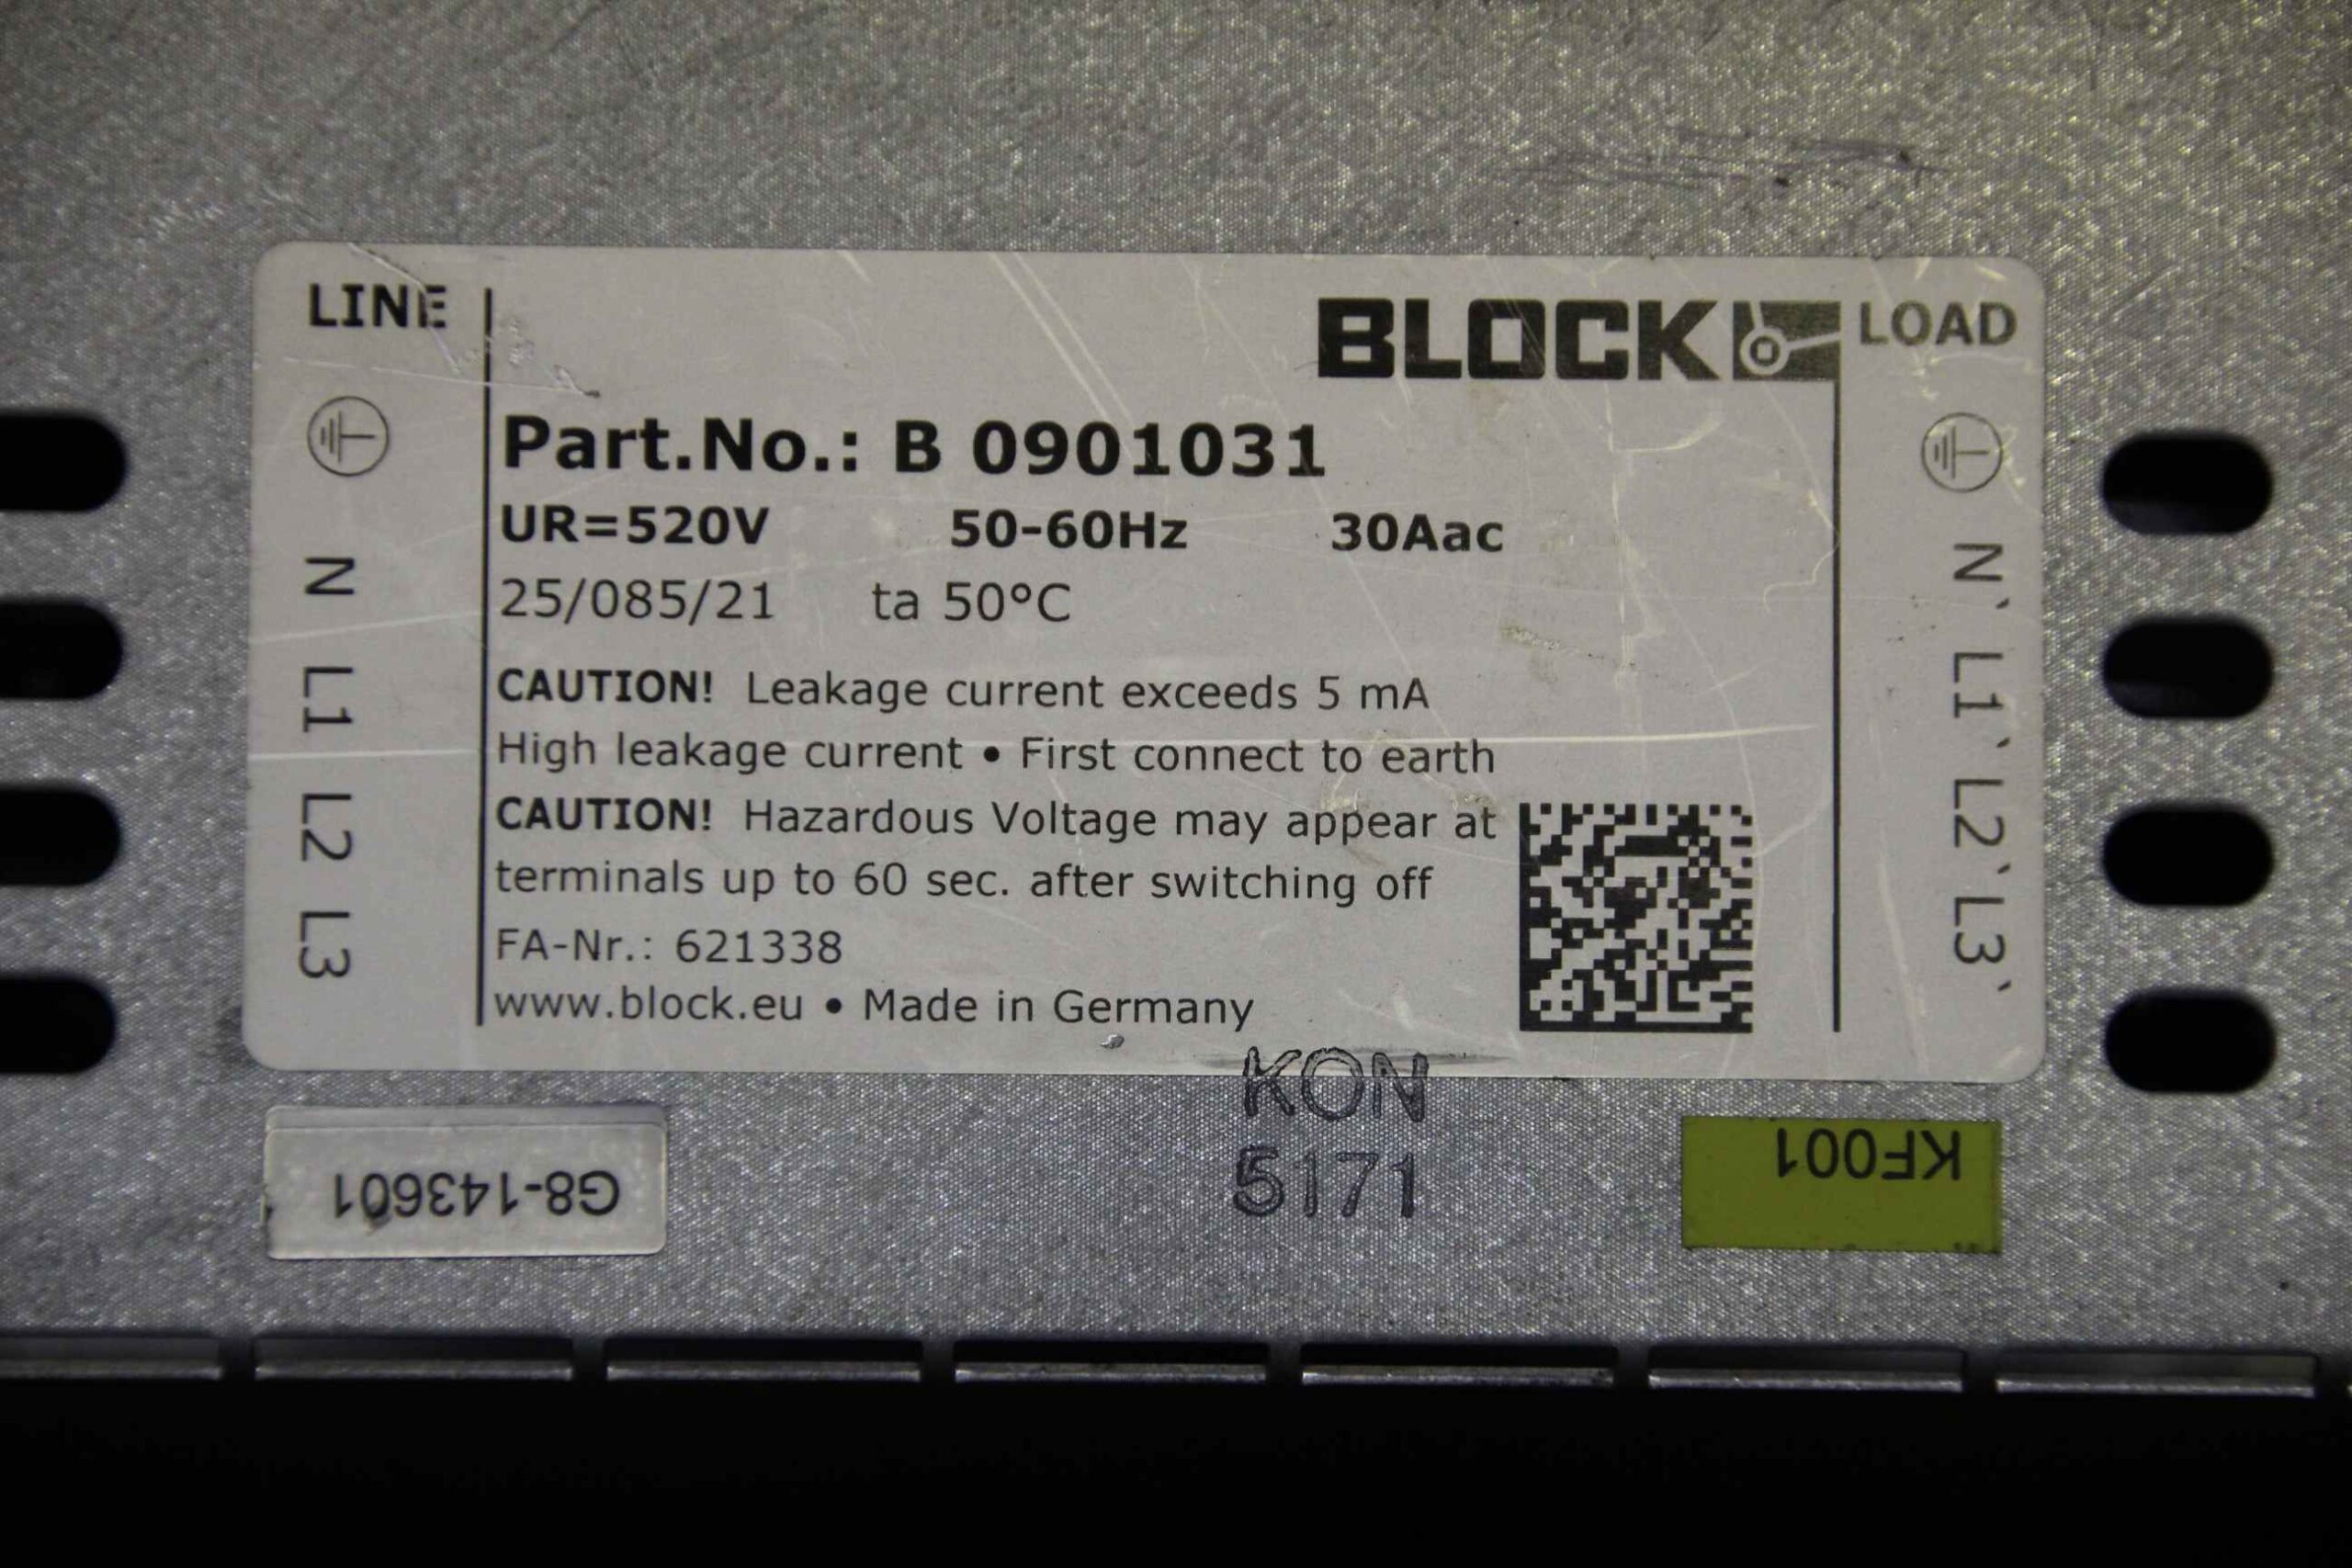 LINE
BLOCK
LOAD
Part.No.: B 0901031
UR=520V 50-60Hz 30Aac
25/085/21 ta 50°C
CAUTION! Leakage current exceeds 5 mA
High leakage current • First connect to earth
CAUTION! Hazardous Voltage may appear at
terminals up to 60 sec. after switching off
FA-Nr.: 621338
www.block.eu • Made in Germany
N L1 L2 L3
N` L1` L2` L3`
KON
5171
G8-143601
KF001